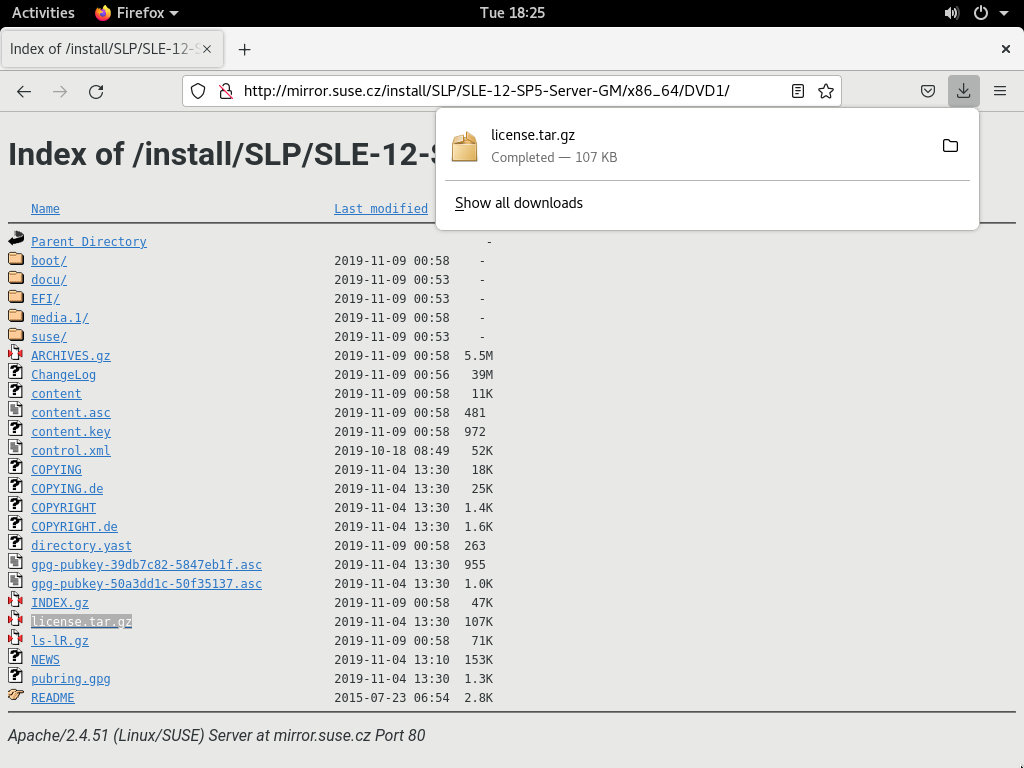 Activities Firefox Tue 18:25
Index of /install/SLP/SLE-12-S
http://mirror.suse.cz/install/SLP/SLE-12-SP5-Server-GM/x86_64/DVD1/
license.tar.gz
Completed — 107 KB
Show all downloads
Index of /install/SLP/SLE-12-S
Name Last modified
Parent Directory -
boot/ 2019-11-09 00:58 -
docu/ 2019-11-09 00:53 -
EFI/ 2019-11-09 00:53 -
media.1/ 2019-11-09 00:58 -
suse/ 2019-11-09 00:53 -
ARCHIVES.gz 2019-11-09 00:58 5.5M
ChangeLog 2019-11-09 00:56 39M
content 2019-11-09 00:58 11K
content.asc 2019-11-09 00:58 481
content.key 2019-11-09 00:58 972
control.xml 2019-10-18 08:49 52K
COPYING 2019-11-04 13:30 18K
COPYING.de 2019-11-04 13:30 25K
COPYRIGHT 2019-11-04 13:30 1.4K
COPYRIGHT.de 2019-11-04 13:30 1.6K
directory.yast 2019-11-09 00:58 263
gpg-pubkey-39db7c82-5847eb1f.asc 2019-11-04 13:30 955
gpg-pubkey-50a3dd1c-50f35137.asc 2019-11-04 13:30 1.0K
INDEX.gz 2019-11-09 00:58 47K
license.tar.gz 2019-11-04 13:30 107K
ls-lR.gz 2019-11-09 00:58 71K
NEWS 2019-11-04 13:10 153K
pubring.gpg 2019-11-04 13:30 1.3K
README 2015-07-23 06:54 2.8K
Apache/2.4.51 (Linux/SUSE) Server at mirror.suse.cz Port 80